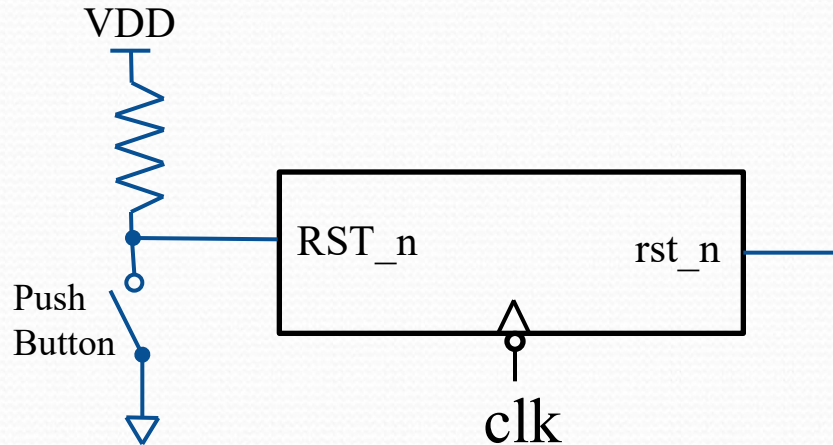 VDD
RST_n
rst_n
Push
Button
clk